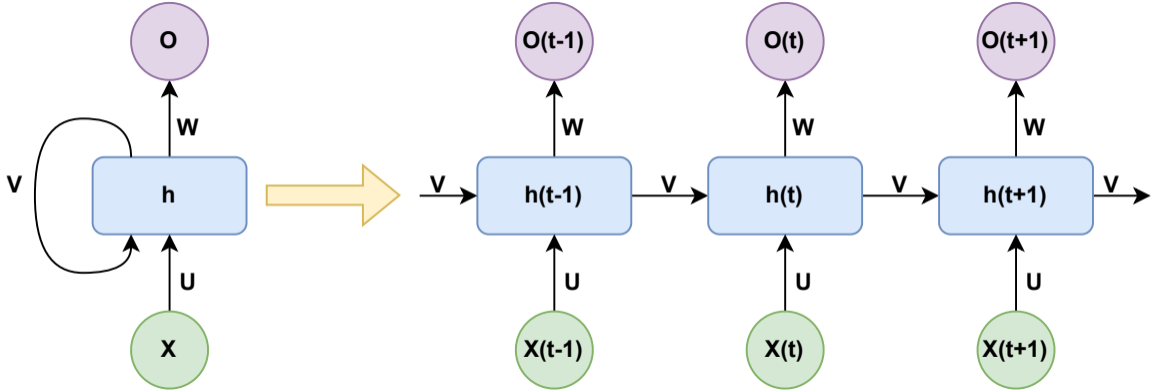 O
O(t-1)
O(t)
O(t+1)
W
W
W
W
V
h
V
h(t-1)
V
h(t)
V
h(t+1)
V
U
U
U
U
X
X(t-1)
X(t)
X(t+1)